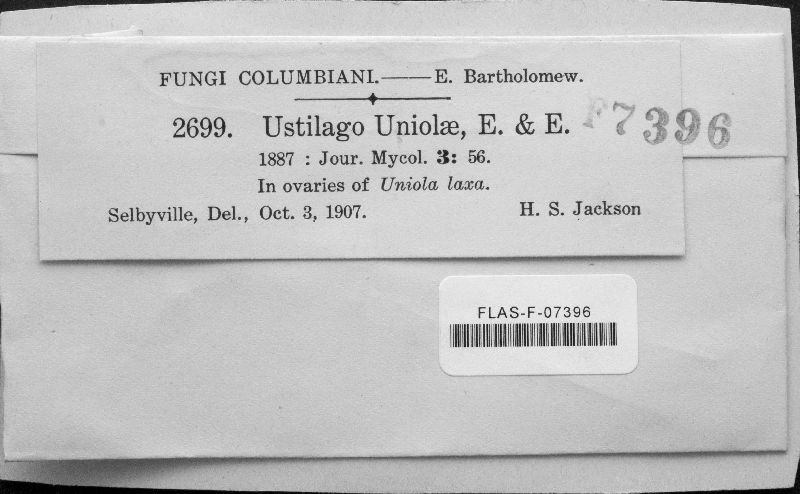 FUNGI COLUMBIANI.——E. Bartholomew.
2699. Ustilago Uniolæ, E. & E.
F7396
1887 : Jour. Mycol. 3: 56.
In ovaries of Uniola laxa.
Selbyville, Del., Oct. 3, 1907. H. S. Jackson
FLAS-F-07396